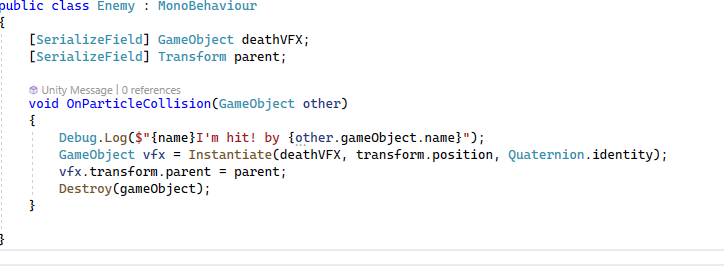 public class Enemy : MonoBehaviour
{
[SerializeField] GameObject deathVFX;
[SerializeField] Transform parent;
Unity Message | 0 references
void OnParticleCollision(GameObject other)
{
Debug.Log($"{name}I'm hit! by {other.gameObject.name}");
GameObject vfx = Instantiate(deathVFX, transform.position, Quaternion.identity);
vfx.transform.parent = parent;
Destroy(gameObject);
}
}